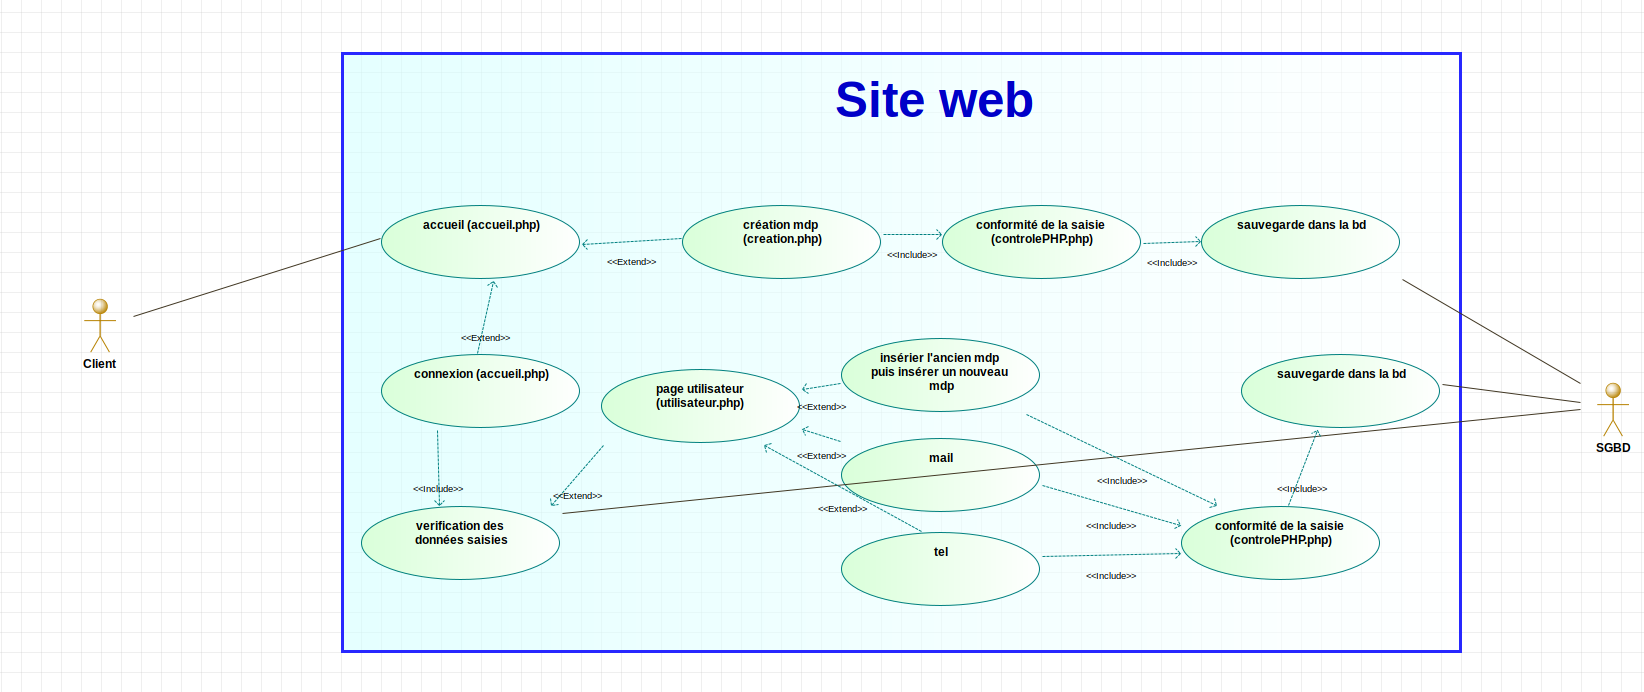 Site web
accueil (accueil.php)
création mdp
(creation.php)
conformité de la saisie
(controlePHP.php)
sauvegarde dans la bd
<<Extend>>
<<Include>>
<<Include>>
Client
<<Extend>>
connexion (accueil.php)
page utilisateur
(utilisateur.php)
insérier l'ancien mdp
puis insérer un nouveau
mdp
sauvegarde dans la bd
SGBD
<<Extend>>
<<Extend>>
mail
<<Include>>
<<Extend>>
<<Include>>
<<Include>>
<<Extend>>
<<Include>>
verification des
données saisies
tel
conformité de la saisie
(controlePHP.php)
<<Include>>